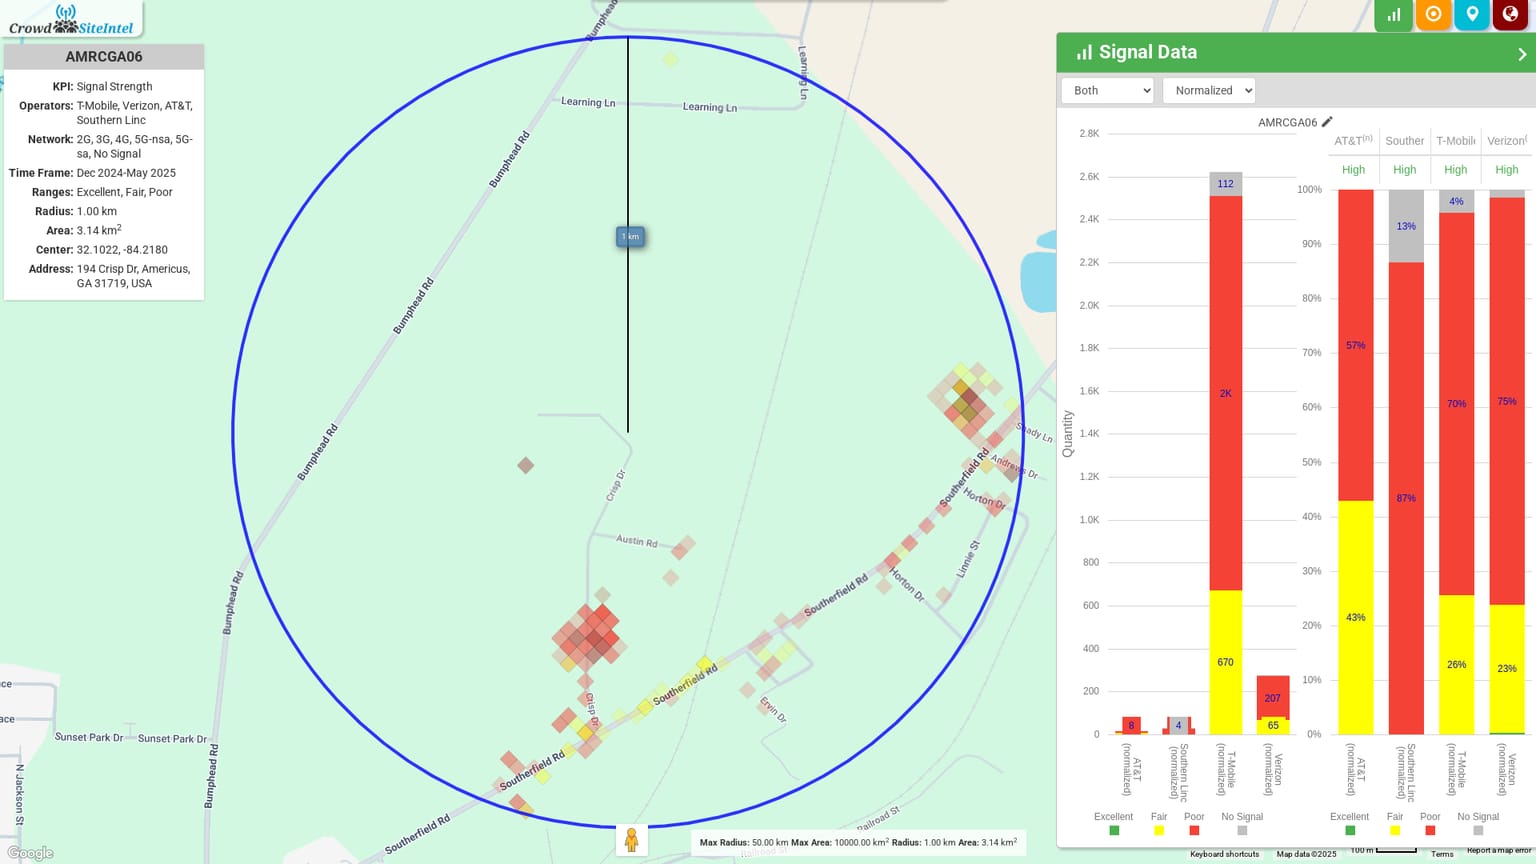 Crowd SiteIntel
AMRCGA06
KPI: Signal Strength
Operators: T-Mobile, Verizon, AT&T,
Southern Linc
Network: 2G, 3G, 4G, 5G-nsa, 5G-
sa, No Signal
Time Frame: Dec 2024-May 2025
Ranges: Excellent, Fair, Poor
Radius: 1.00 km
Area: 3.14 km²
Center: 32.1022, -84.2180
Address: 194 Crisp Dr, Americus,
GA 31719, USA
Bumphead
Learning Ln
Learning Ln
Learning Ln
Bumphead Rd
1 km
Bumphead Rd
Bumphead Rd
Shady Ln
Andrews Dr
Southerfield Rd
Horton Dr
Crisp Dr
Austin Rd
Linnie St
Horton Dr
Southerfield Rd
Bumphead Rd
Southerfield Rd
Crisp Dr
Ervin Dr
ce
ace
Sunset Park Dr
Sunset Park Dr
Bumphead Rd
N Jackson St
Southerfield Rd
Southerfield Rd
Railroad St
Railroad St
Google
Max Radius: 50.00 km Max Area: 10000.00 km² Radius: 1.00 km Area: 3.14 km²
Signal Data
Both
Normalized
AMRCGA06
AT&T(n)
Souther
T-Mobile
Verizon(
High
High
High
High
Quantity
2.8K
2.6K
2.4K
2.2K
2.0K
1.8K
1.6K
1.4K
1.2K
1.0K
800
600
400
200
0
8
4
112
2K
670
207
65
AT&T
(normalized)
Southern Linc
(normalized)
T-Mobile
(normalized)
Verizon
(normalized)
Excellent
Fair
Poor
No Signal
100%
90%
80%
70%
60%
50%
40%
30%
20%
10%
0%
57%
43%
13%
87%
4%
70%
26%
75%
23%
AT&T
(normalized)
Southern Linc
(normalized)
T-Mobile
(normalized)
Verizon
(normalized)
Excellent
Fair
Poor
No Signal
Keyboard shortcuts
Map data ©2025
100 m
Terms
Report a map error